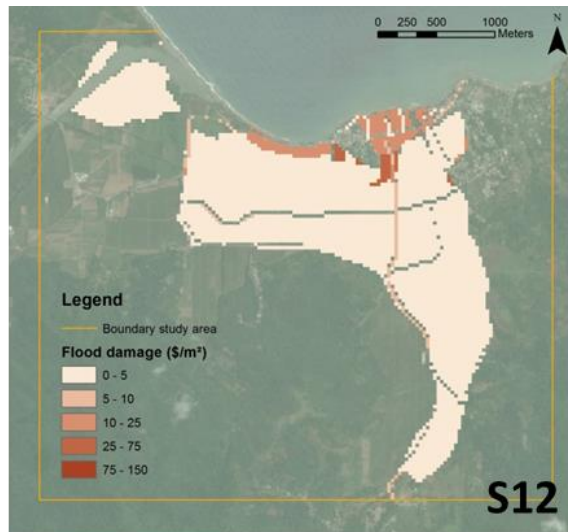 0 250 500 1000
Meters
N
Legend
Boundary study area
Flood damage ($/m²)
0 - 5
5 - 10
10 - 25
25 - 75
75 - 150
S12